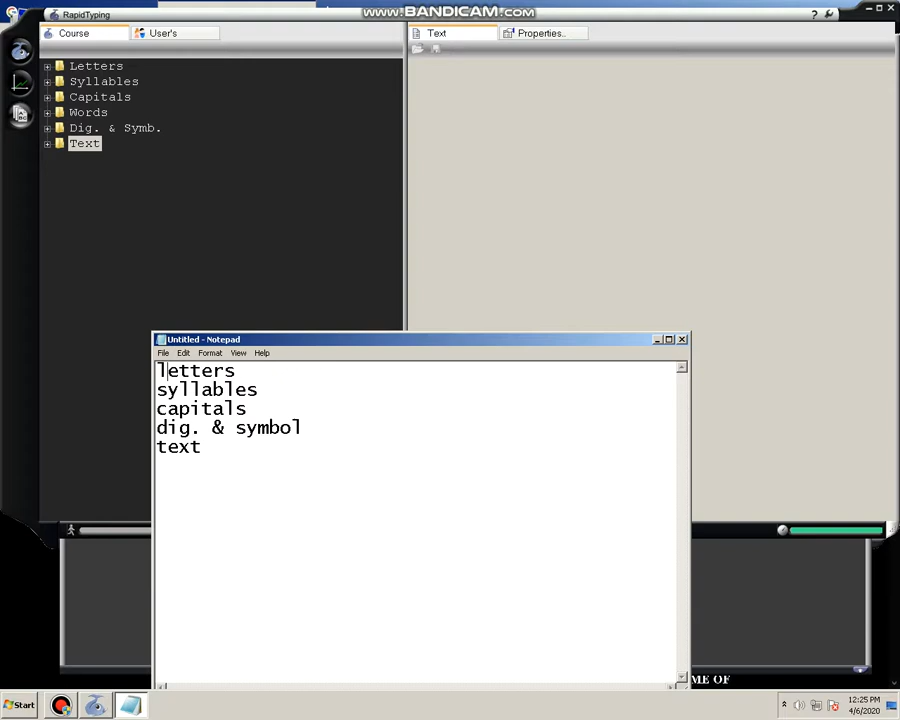 www.BANDICAM.com
RapidTyping
?
Course
User's
Text
Properties..
Letters
Syllables
Capitals
Words
Dig. & Symb.
Text
Untitled - Notepad
File Edit Format View Help
letters
syllables
capitals
dig. & symbol
text
ME OF
Start
12:25 PM
4/6/2020